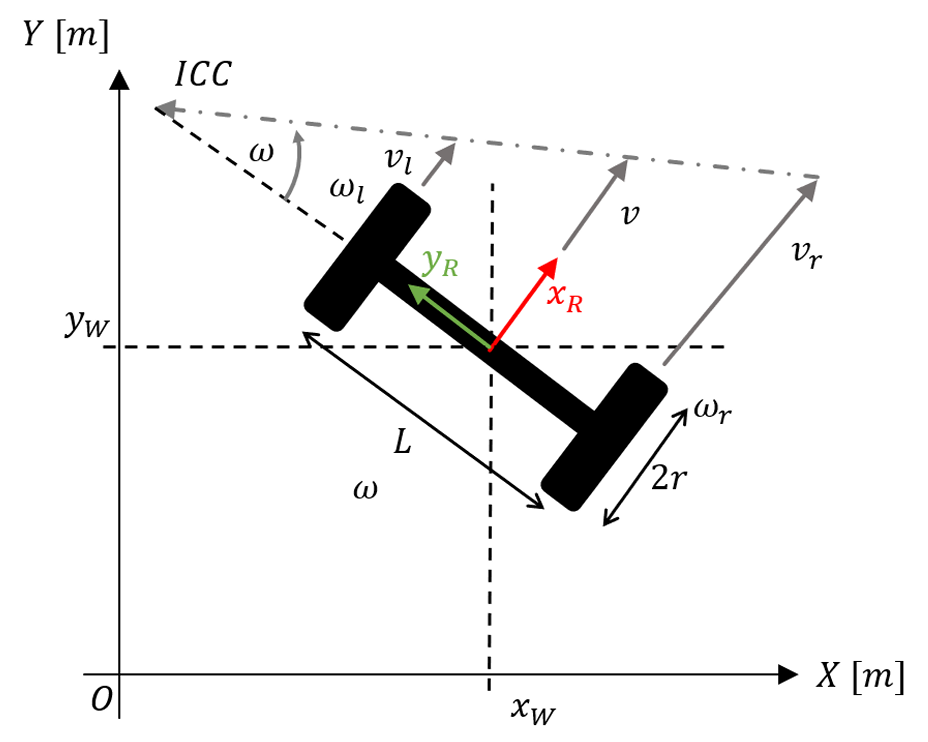 Y [m]
ICC
ω
v_l
ω_l
v
v_r
y_R
x_R
y_W
ω_r
L
2r
ω
X [m]
O
x_W